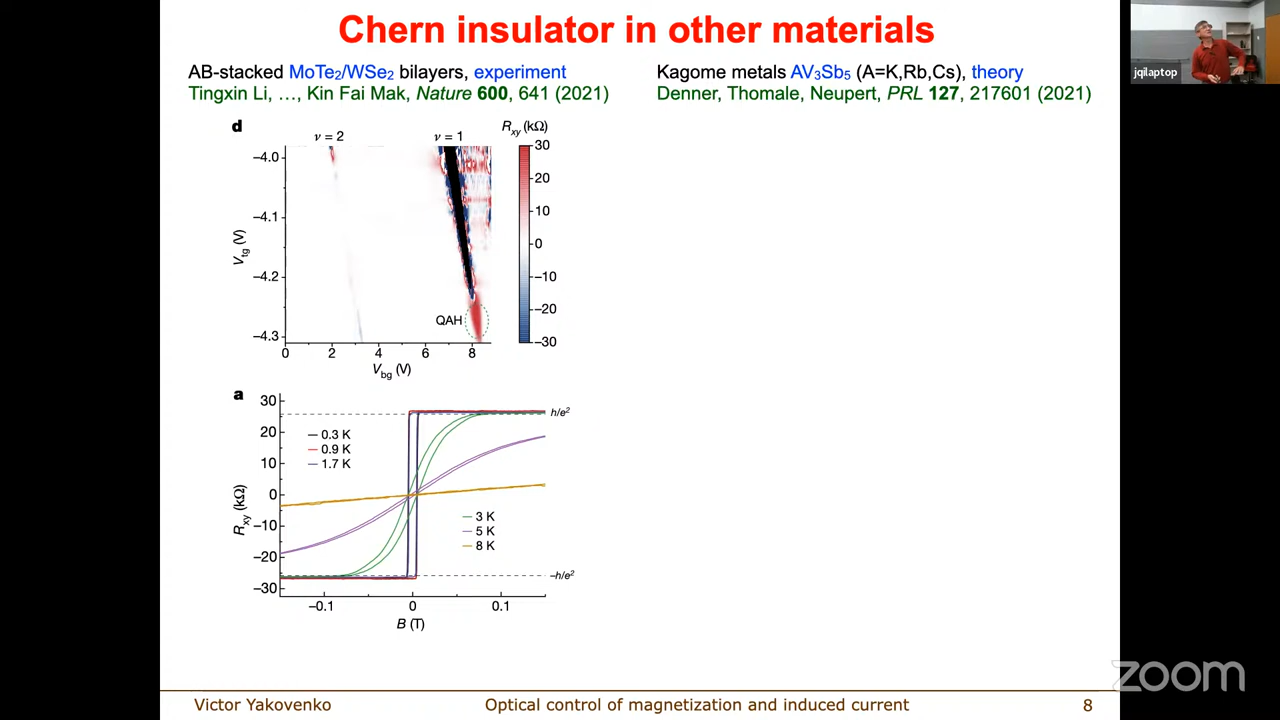 Chern insulator in other materials
AB-stacked MoTe₂/WSe₂ bilayers, experiment
Tingxin Li, …, Kin Fai Mak, Nature 600, 641 (2021)
Kagome metals AV₃Sb₅ (A=K,Rb,Cs), theory
Denner, Thomale, Neupert, PRL 127, 217601 (2021)
jqilaptop
d
ν = 2
ν = 1
Rxy (kΩ)
−4.0
−4.1
−4.2
−4.3
Vtg (V)
QAH
0 2 4 6 8
Vbg (V)
30
20
10
0
−10
−20
−30
a
30
20
10
0
−10
−20
−30
Rxy (kΩ)
h/e²
0.3 K
0.9 K
1.7 K
3 K
5 K
8 K
−h/e²
−0.1 0 0.1
B (T)
zoom
Victor Yakovenko Optical control of magnetization and induced current 8